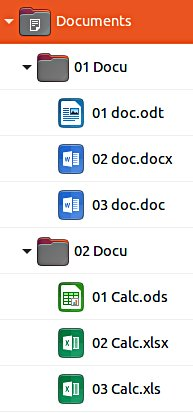 Documents
01 Docu
01 doc.odt
02 doc.docx
03 doc.doc
02 Docu
01 Calc.ods
02 Calc.xlsx
03 Calc.xls